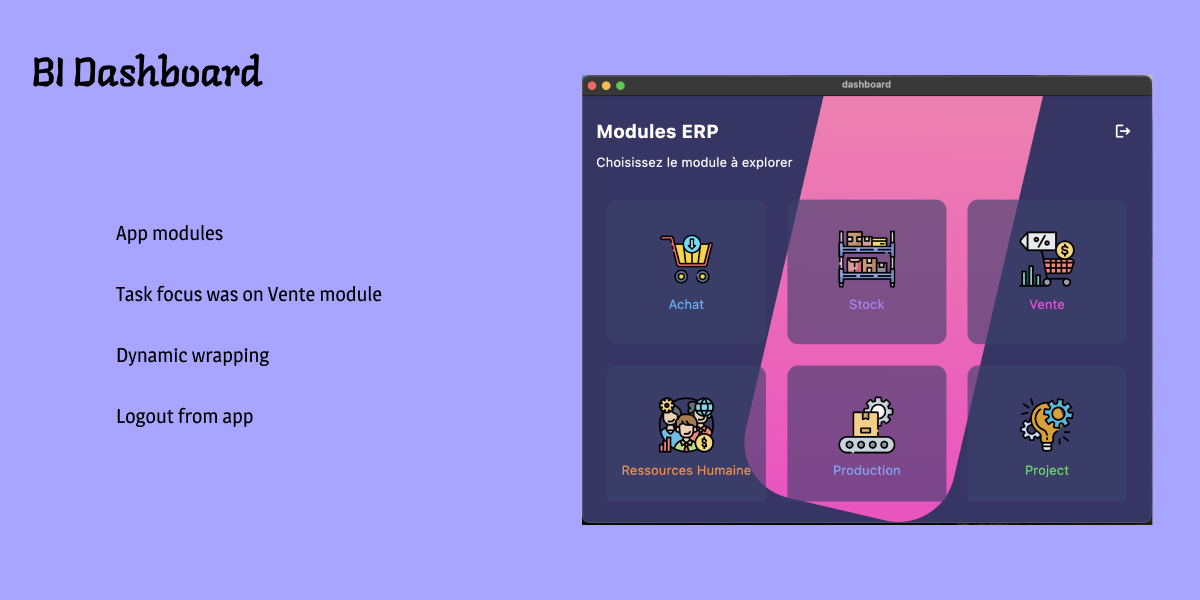 BI Dashboard
App modules
Task focus was on Vente module
Dynamic wrapping
Logout from app
dashboard
Modules ERP
Choisissez le module à explorer
Achat
Stock
Vente
Ressources Humaine
Production
Project